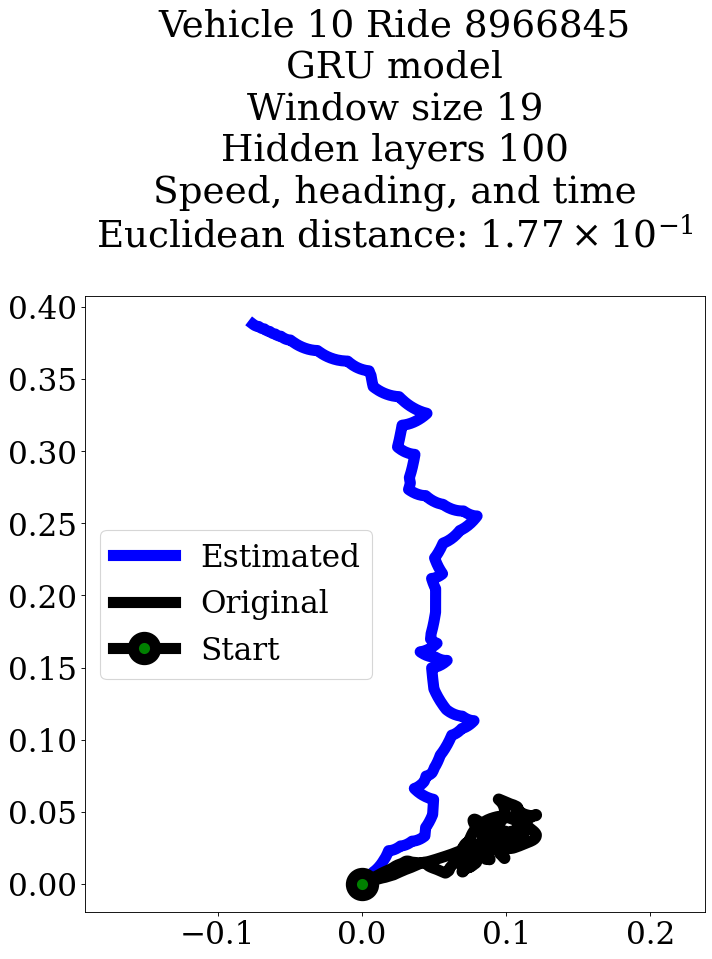 Vehicle 10 Ride 8966845
GRU model
Window size 19
Hidden layers 100
Speed, heading, and time
Euclidean distance: 1.77 × 10⁻¹
0.40
0.35
0.30
0.25
0.20
0.15
0.10
0.05
0.00
Estimated
Original
Start
−0.1 0.0 0.1 0.2